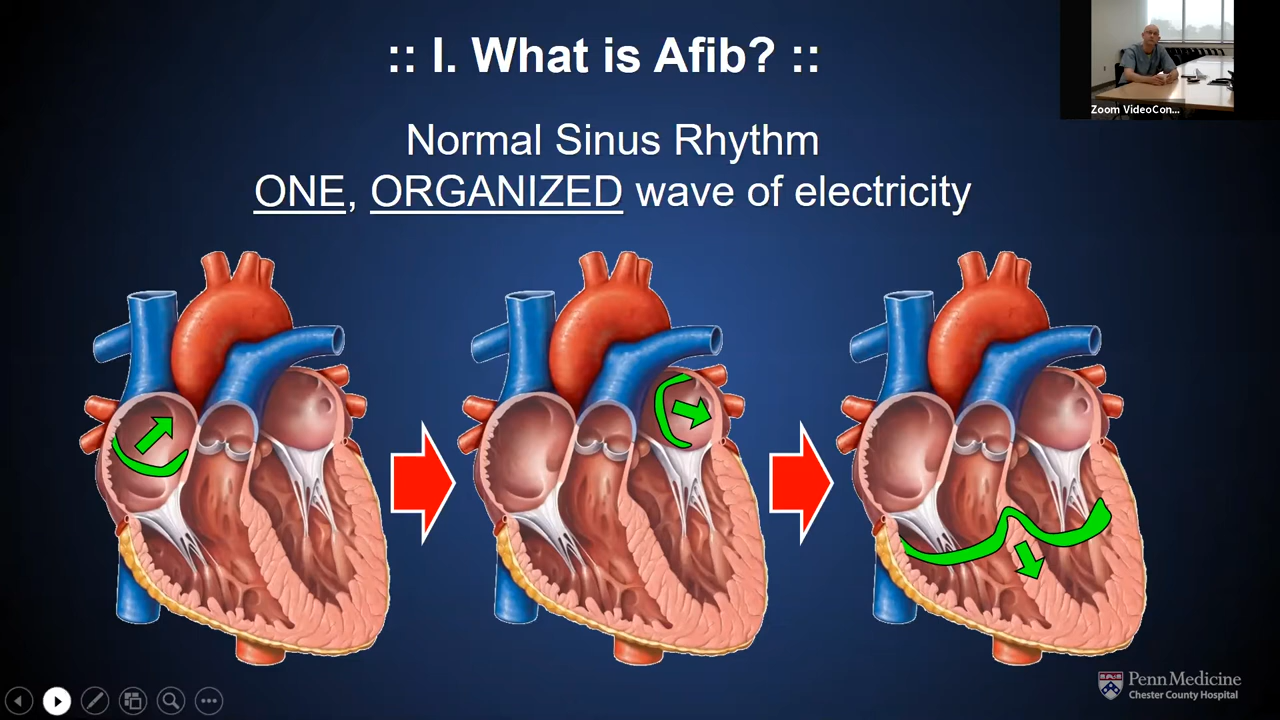 :: I. What is Afib? ::
Zoom VideoCon...
Normal Sinus Rhythm
ONE, ORGANIZED wave of electricity
Penn Medicine
Chester County Hospital